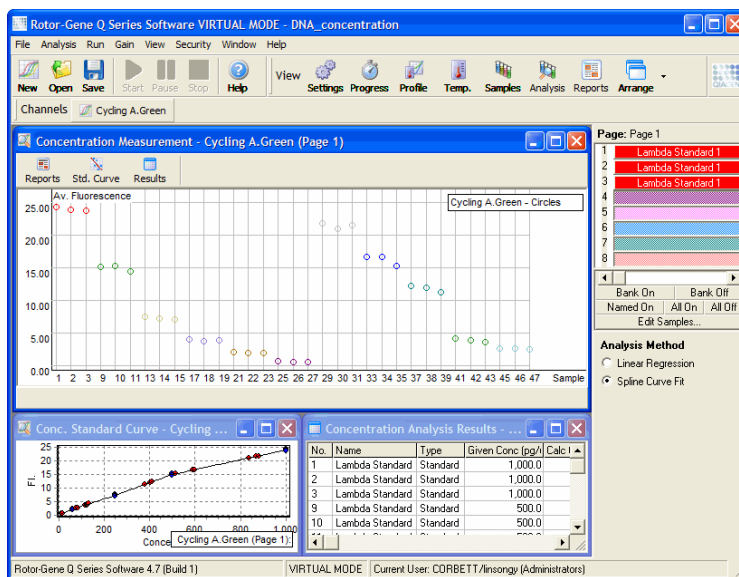 Rotor-Gene Q Series Software VIRTUAL MODE - DNA_concentration
File Analysis Run Gain View Security Window Help
New Open Save Start Pause Stop Help View Settings Progress Profile Temp. Samples Analysis Reports Arrange
Channels Cycling A.Green
Concentration Measurement - Cycling A.Green (Page 1)
Reports Std. Curve Results
Av. Fluorescence
Cycling A.Green - Circles
25.00
20.00
15.00
10.00
5.00
0.00
1 2 3 9 10 11 13 14 15 17 18 19 21 22 23 25 26 27 29 30 31 33 34 35 37 38 39 41 42 43 45 46 47 Sample
Page: Page 1
1 Lambda Standard 1
2 Lambda Standard 1
3 Lambda Standard 1
4
5
6
7
8
Bank On Bank Off
Named On All On All Off
Edit Samples...
Analysis Method
Linear Regression
Spline Curve Fit
Conc. Standard Curve - Cycling ...
Fl.
25
20
15
10
5
0
0 200 400 600 800 1,000
Conce
Cycling A.Green (Page 1):
Concentration Analysis Results - ...
No. Name Type Given Conc (pg/ Calc
1 Lambda Standard Standard 1,000.0
2 Lambda Standard Standard 1,000.0
3 Lambda Standard Standard 1,000.0
9 Lambda Standard Standard 500.0
10 Lambda Standard Standard 500.0
Rotor-Gene Q Series Software 4.7 (Build 1) VIRTUAL MODE Current User: CORBETT/linsongy (Administrators)